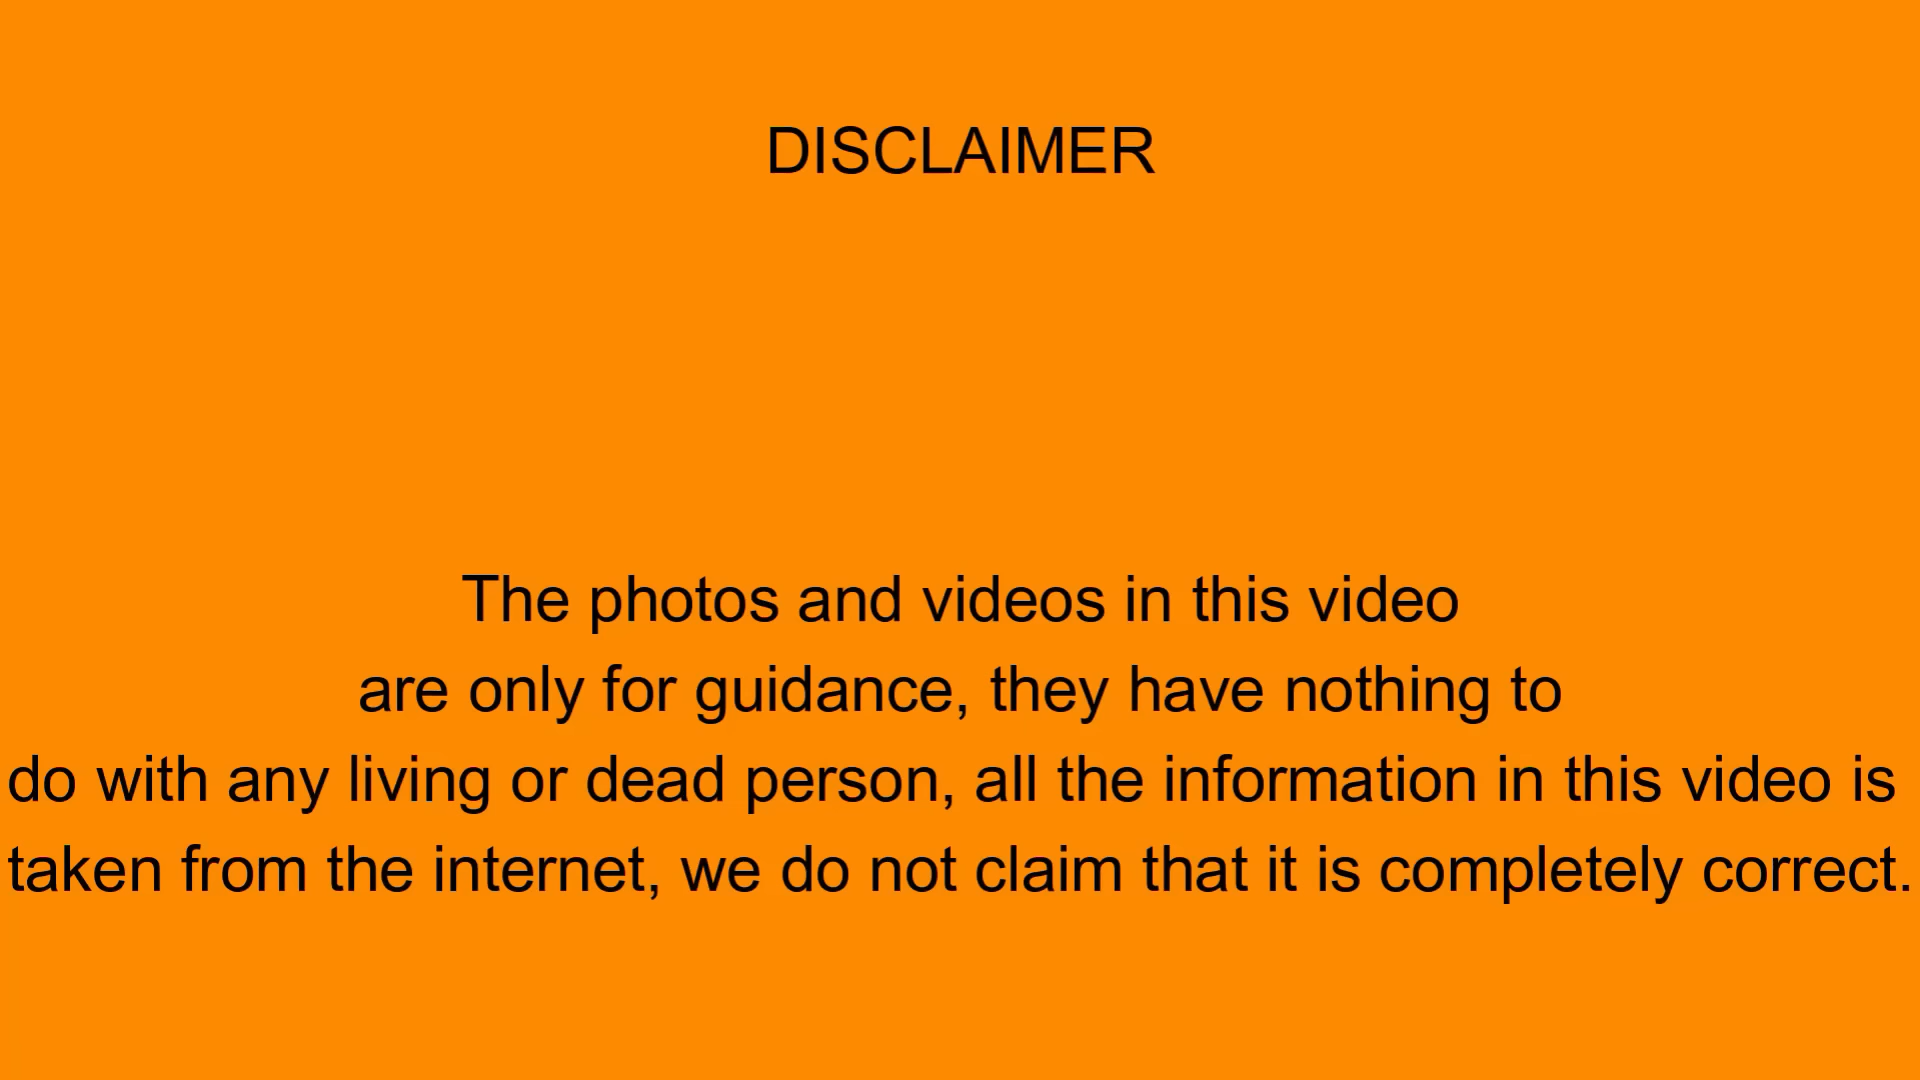 DISCLAIMER
The photos and videos in this video
are only for guidance, they have nothing to
do with any living or dead person, all the information in this video is
taken from the internet, we do not claim that it is completely correct.